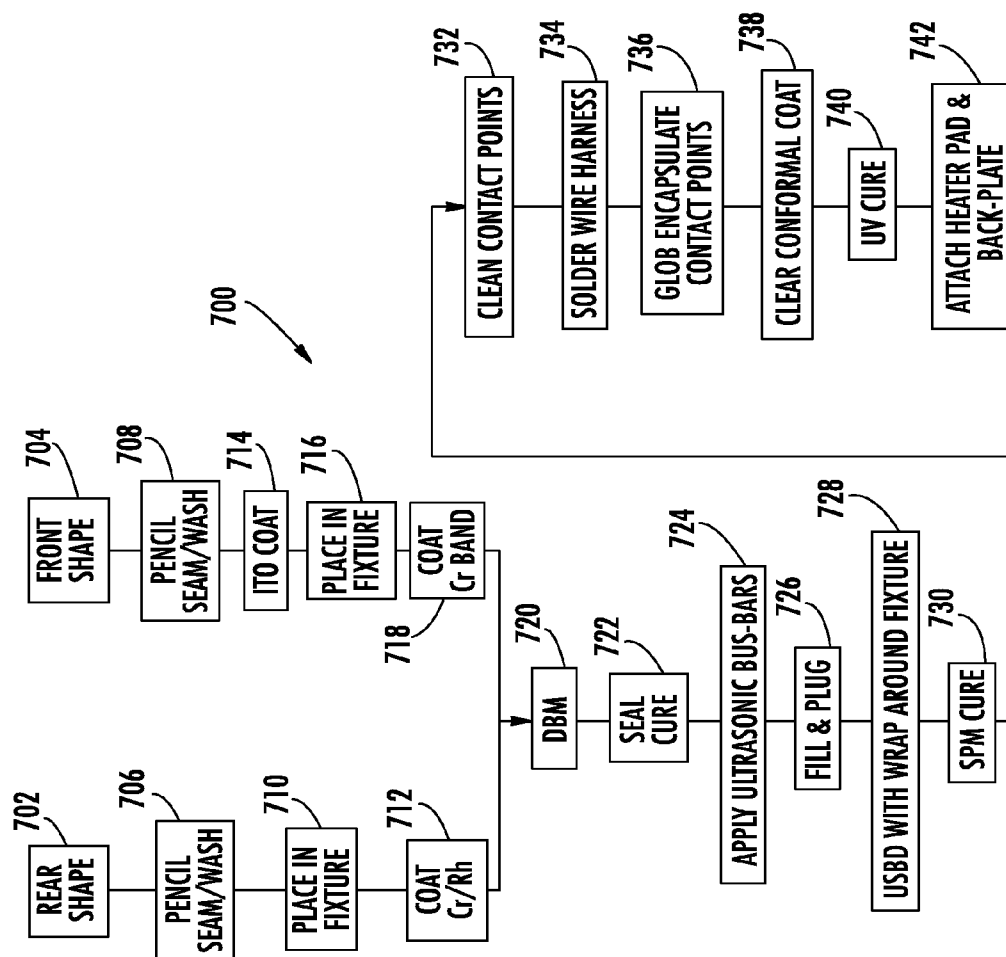 700
702
REAR
SHAPE
706
PENCIL
SEAM/WASH
710
PLACE IN
FIXTURE
712
COAT
Cr/Rh
704
FRONT
SHAPE
708
PENCIL
SEAM/WASH
714
ITO COAT
716
PLACE IN
FIXTURE
COAT
Cr BAND
718
720
DBM
722
SEAL
CURE
724
APPLY ULTRASONIC BUS-BARS
726
FILL & PLUG
728
USBD WITH WRAP AROUND FIXTURE
730
SPM CURE
732
CLEAN CONTACT POINTS
734
SOLDER WIRE HARNESS
736
GLOB ENCAPSULATE
CONTACT POINTS
738
CLEAR CONFORMAL COAT
740
UV CURE
742
ATTACH HEATER PAD &
BACK-PLATE